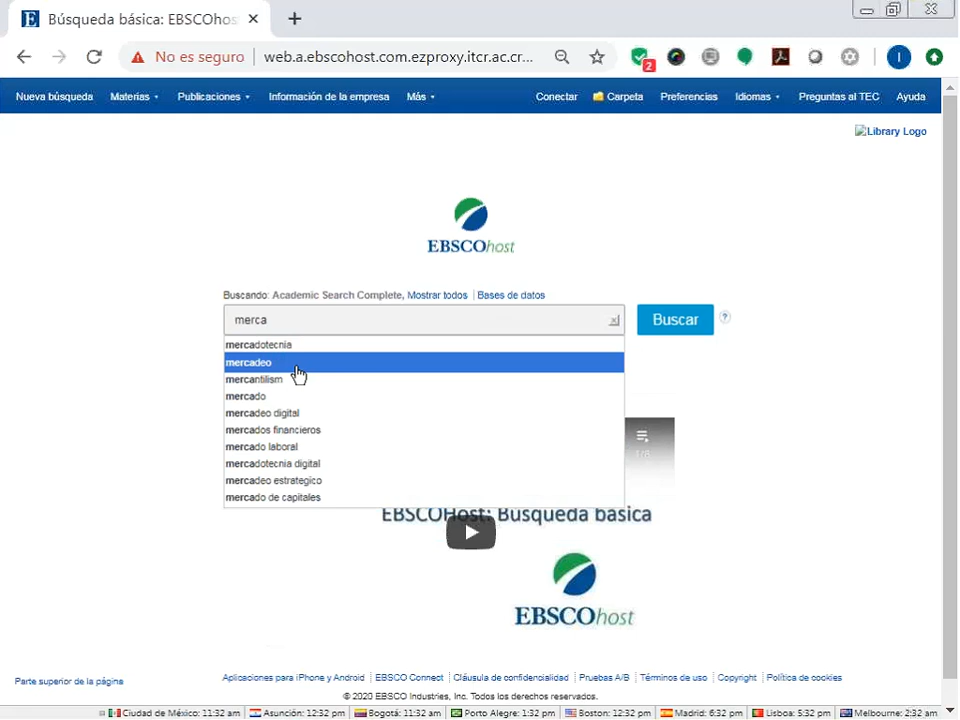 Búsqueda básica: EBSCOhos
No es seguro
web.a.ebscohost.com.ezproxy.itcr.ac.cr...
2
I
Nueva búsqueda Materias Publicaciones Información de la empresa Más Conectar Carpeta Preferencias Idiomas Preguntas al TEC Ayuda
Library Logo
EBSCOhost
Buscando: Academic Search Complete, Mostrar todos | Bases de datos
merca
Buscar
?
mercadotecnia
mercadeo
mercantilism
mercado
mercadeo digital
mercados financieros
mercado laboral
mercadotecnia digital
mercadeo estrategico
mercado de capitales
EBSCOHost: Búsqueda básica
EBSCOhost
Parte superior de la página
Aplicaciones para iPhone y Android | EBSCO Connect | Cláusula de confidencialidad | Pruebas A/B | Términos de uso | Copyright | Política de cookies
© 2020 EBSCO Industries, Inc. Todos los derechos reservados.
Ciudad de México: 11:32 am Asunción: 12:32 pm Bogotá: 11:32 am Porto Alegre: 1:32 pm Boston: 12:32 pm Madrid: 6:32 pm Lisboa: 5:32 pm Melbourne: 2:32 am